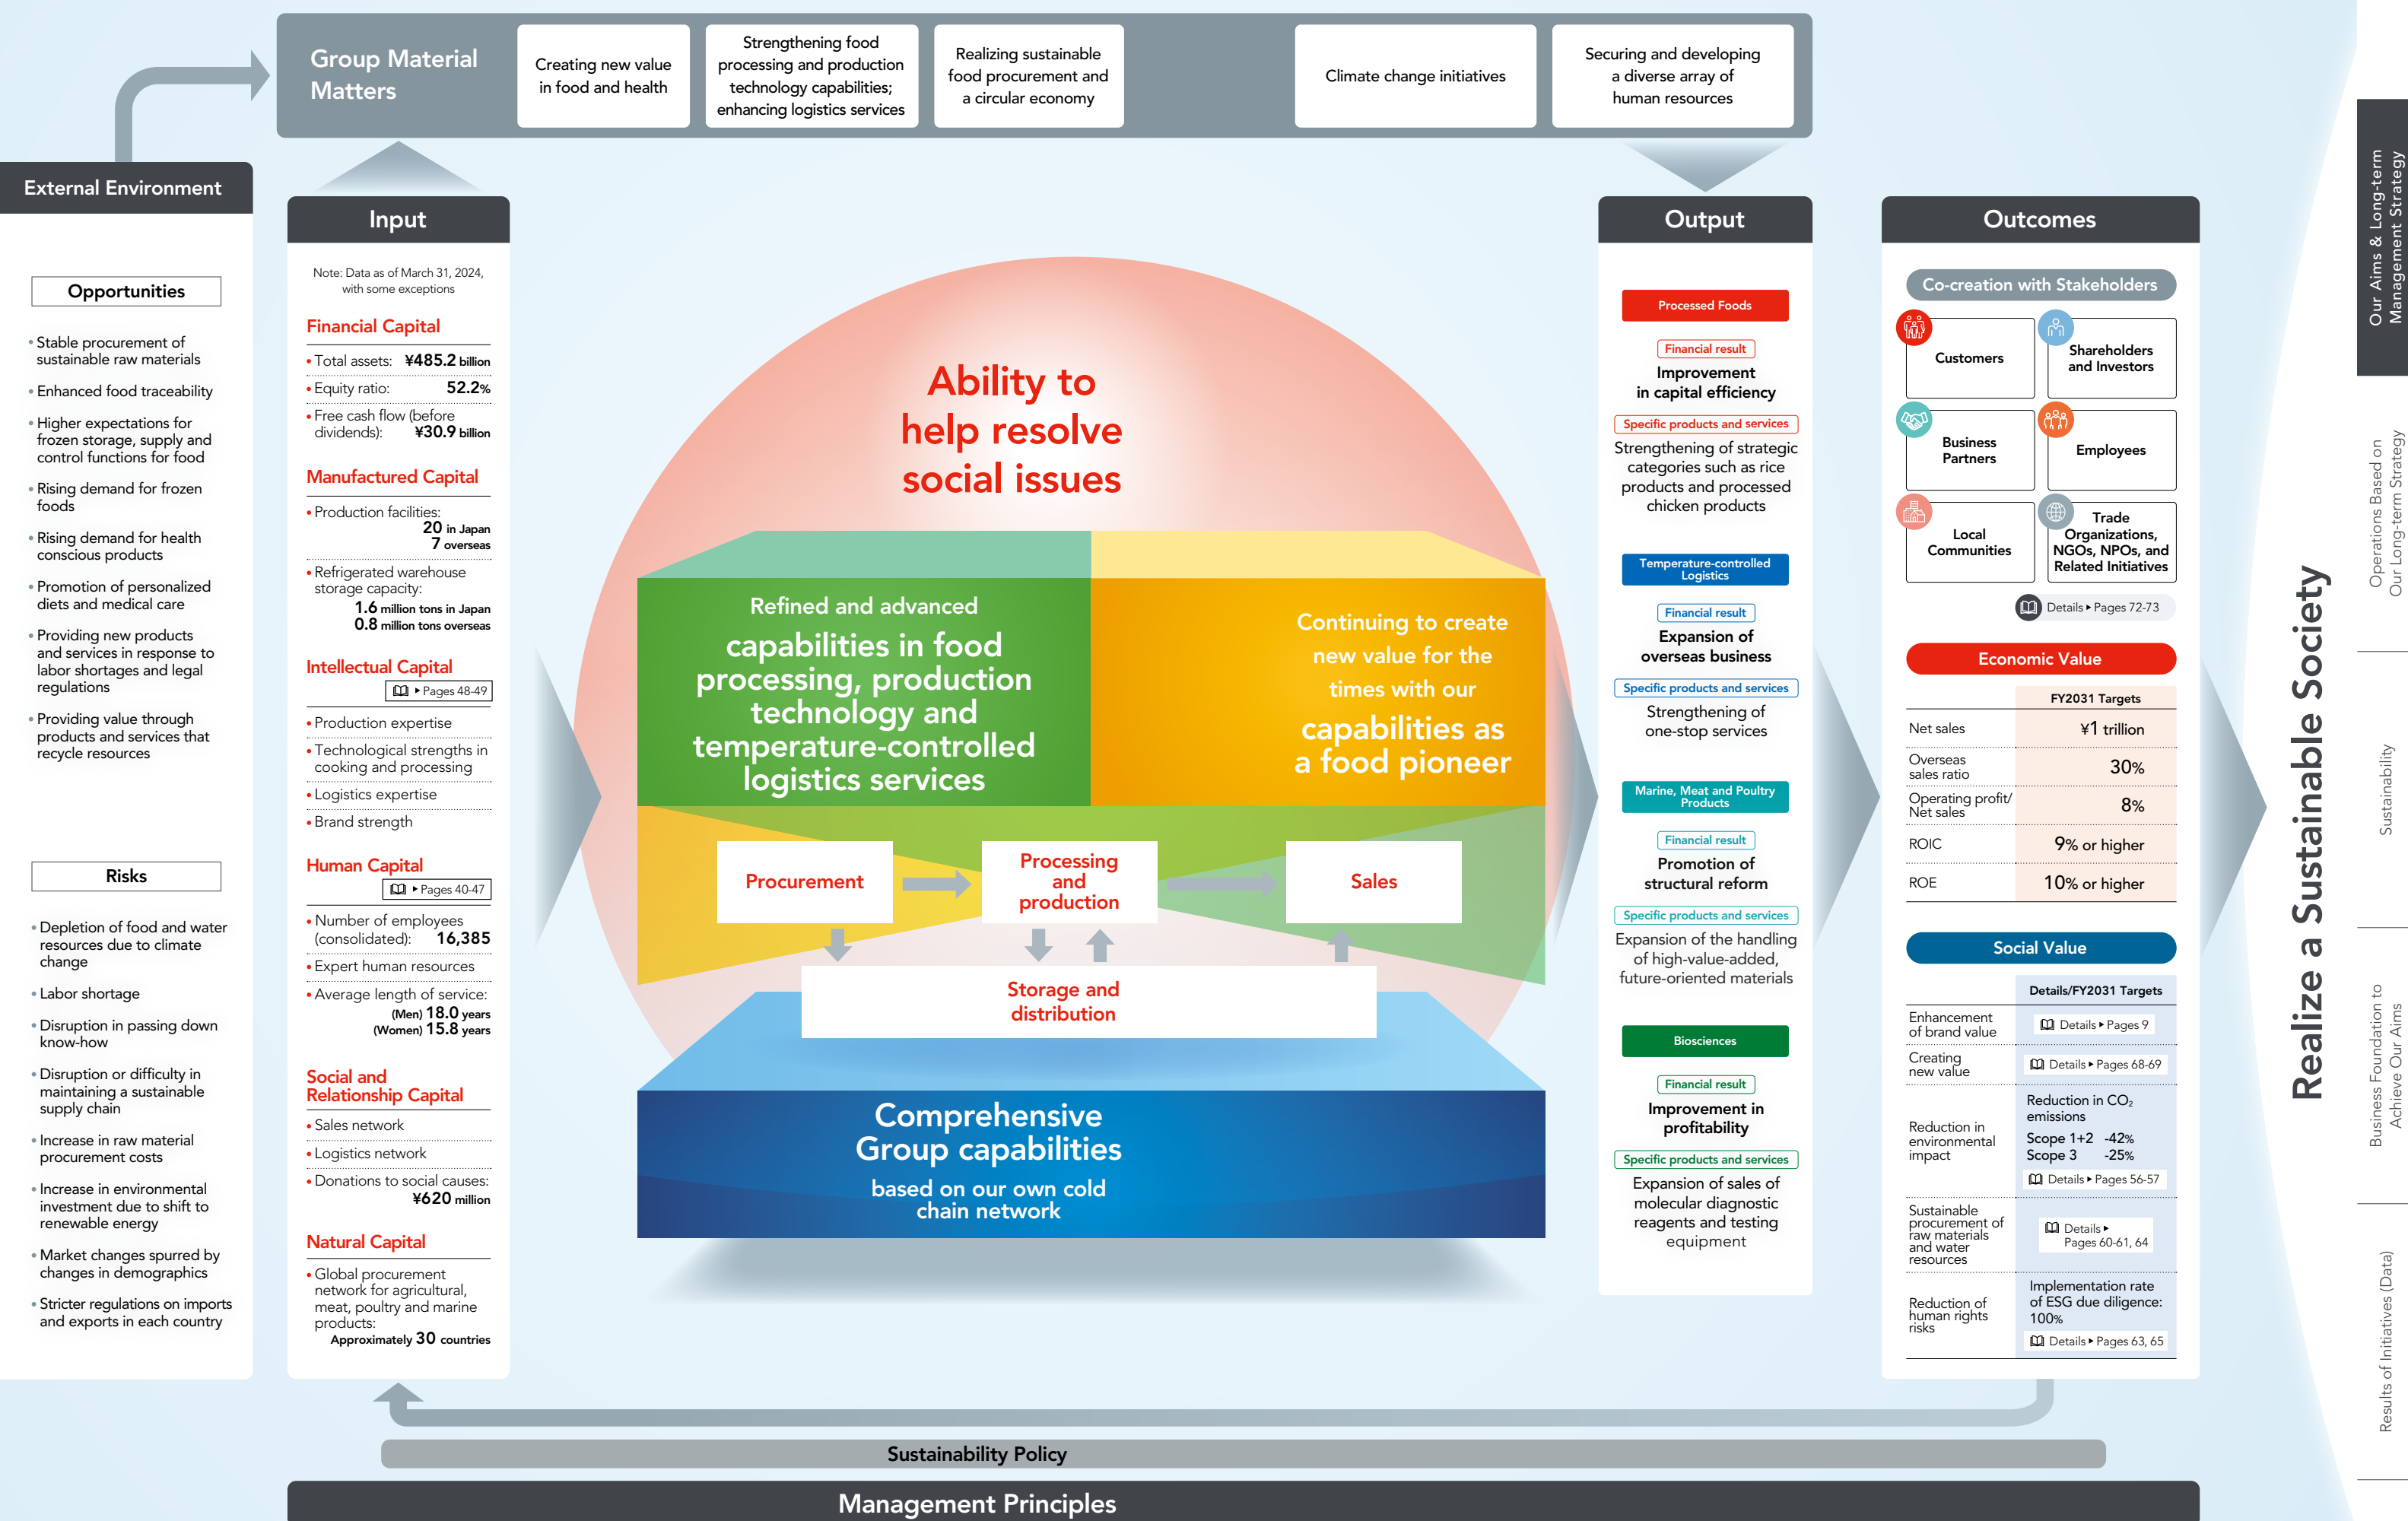 Group Material
Matters
Creating new value
in food and health
Strengthening food
processing and production
technology capabilities;
enhancing logistics services
Realizing sustainable
food procurement and
a circular economy
Climate change initiatives
Securing and developing
a diverse array of
human resources
External Environment
Opportunities
• Stable procurement of
sustainable raw materials
• Enhanced food traceability
• Higher expectations for
frozen storage, supply and
control functions for food
• Rising demand for frozen
foods
• Rising demand for health
conscious products
• Promotion of personalized
diets and medical care
• Providing new products
and services in response to
labor shortages and legal
regulations
• Providing value through
products and services that
recycle resources
Risks
• Depletion of food and water
resources due to climate
change
• Labor shortage
• Disruption in passing down
know-how
• Disruption or difficulty in
maintaining a sustainable
supply chain
• Increase in raw material
procurement costs
• Increase in environmental
investment due to shift to
renewable energy
• Market changes spurred by
changes in demographics
• Stricter regulations on imports
and exports in each country
Input
Note: Data as of March 31, 2024,
with some exceptions
Financial Capital
• Total assets: ¥485.2 billion
• Equity ratio: 52.2%
• Free cash flow (before
dividends): ¥30.9 billion
Manufactured Capital
• Production facilities:
20 in Japan
7 overseas
• Refrigerated warehouse
storage capacity:
1.6 million tons in Japan
0.8 million tons overseas
Intellectual Capital
▸ Pages 48-49
• Production expertise
• Technological strengths in
cooking and processing
• Logistics expertise
• Brand strength
Human Capital
▸ Pages 40-47
• Number of employees
(consolidated): 16,385
• Expert human resources
• Average length of service:
(Men) 18.0 years
(Women) 15.8 years
Social and
Relationship Capital
• Sales network
• Logistics network
• Donations to social causes:
¥620 million
Natural Capital
• Global procurement
network for agricultural,
meat, poultry and marine
products:
Approximately 30 countries
Ability to
help resolve
social issues
Refined and advanced
capabilities in food
processing, production
technology and
temperature-controlled
logistics services
Continuing to create
new value for the
times with our
capabilities as
a food pioneer
Procurement
Processing
and
production
Sales
Storage and
distribution
Comprehensive
Group capabilities
based on our own cold
chain network
Output
Processed Foods
Financial result
Improvement
in capital efficiency
Specific products and services
Strengthening of strategic
categories such as rice
products and processed
chicken products
Temperature-controlled
Logistics
Financial result
Expansion of
overseas business
Specific products and services
Strengthening of
one-stop services
Marine, Meat and Poultry
Products
Financial result
Promotion of
structural reform
Specific products and services
Expansion of the handling
of high-value-added,
future-oriented materials
Biosciences
Financial result
Improvement in
profitability
Specific products and services
Expansion of sales of
molecular diagnostic
reagents and testing
equipment
Outcomes
Co-creation with Stakeholders
Customers
Shareholders
and Investors
Business
Partners
Employees
Local
Communities
Trade
Organizations,
NGOs, NPOs, and
Related Initiatives
Details ▸ Pages 72-73
Economic Value
FY2031 Targets
Net sales ¥1 trillion
Overseas
sales ratio 30%
Operating profit/
Net sales 8%
ROIC 9% or higher
ROE 10% or higher
Social Value
Details/FY2031 Targets
Enhancement
of brand value
Details ▸ Pages 9
Creating
new value
Details ▸ Pages 68-69
Reduction in
environmental
impact
Reduction in CO₂
emissions
Scope 1+2 -42%
Scope 3 -25%
Details ▸ Pages 56-57
Sustainable
procurement of
raw materials
and water
resources
Details ▸
Pages 60-61, 64
Reduction of
human rights
risks
Implementation rate
of ESG due diligence:
100%
Details ▸ Pages 63, 65
Realize a Sustainable Society
Sustainability Policy
Management Principles
Our Aims & Long-term
Management Strategy
Operations Based on
Our Long-term Strategy
Sustainability
Business Foundation to
Achieve Our Aims
Results of Initiatives (Data)